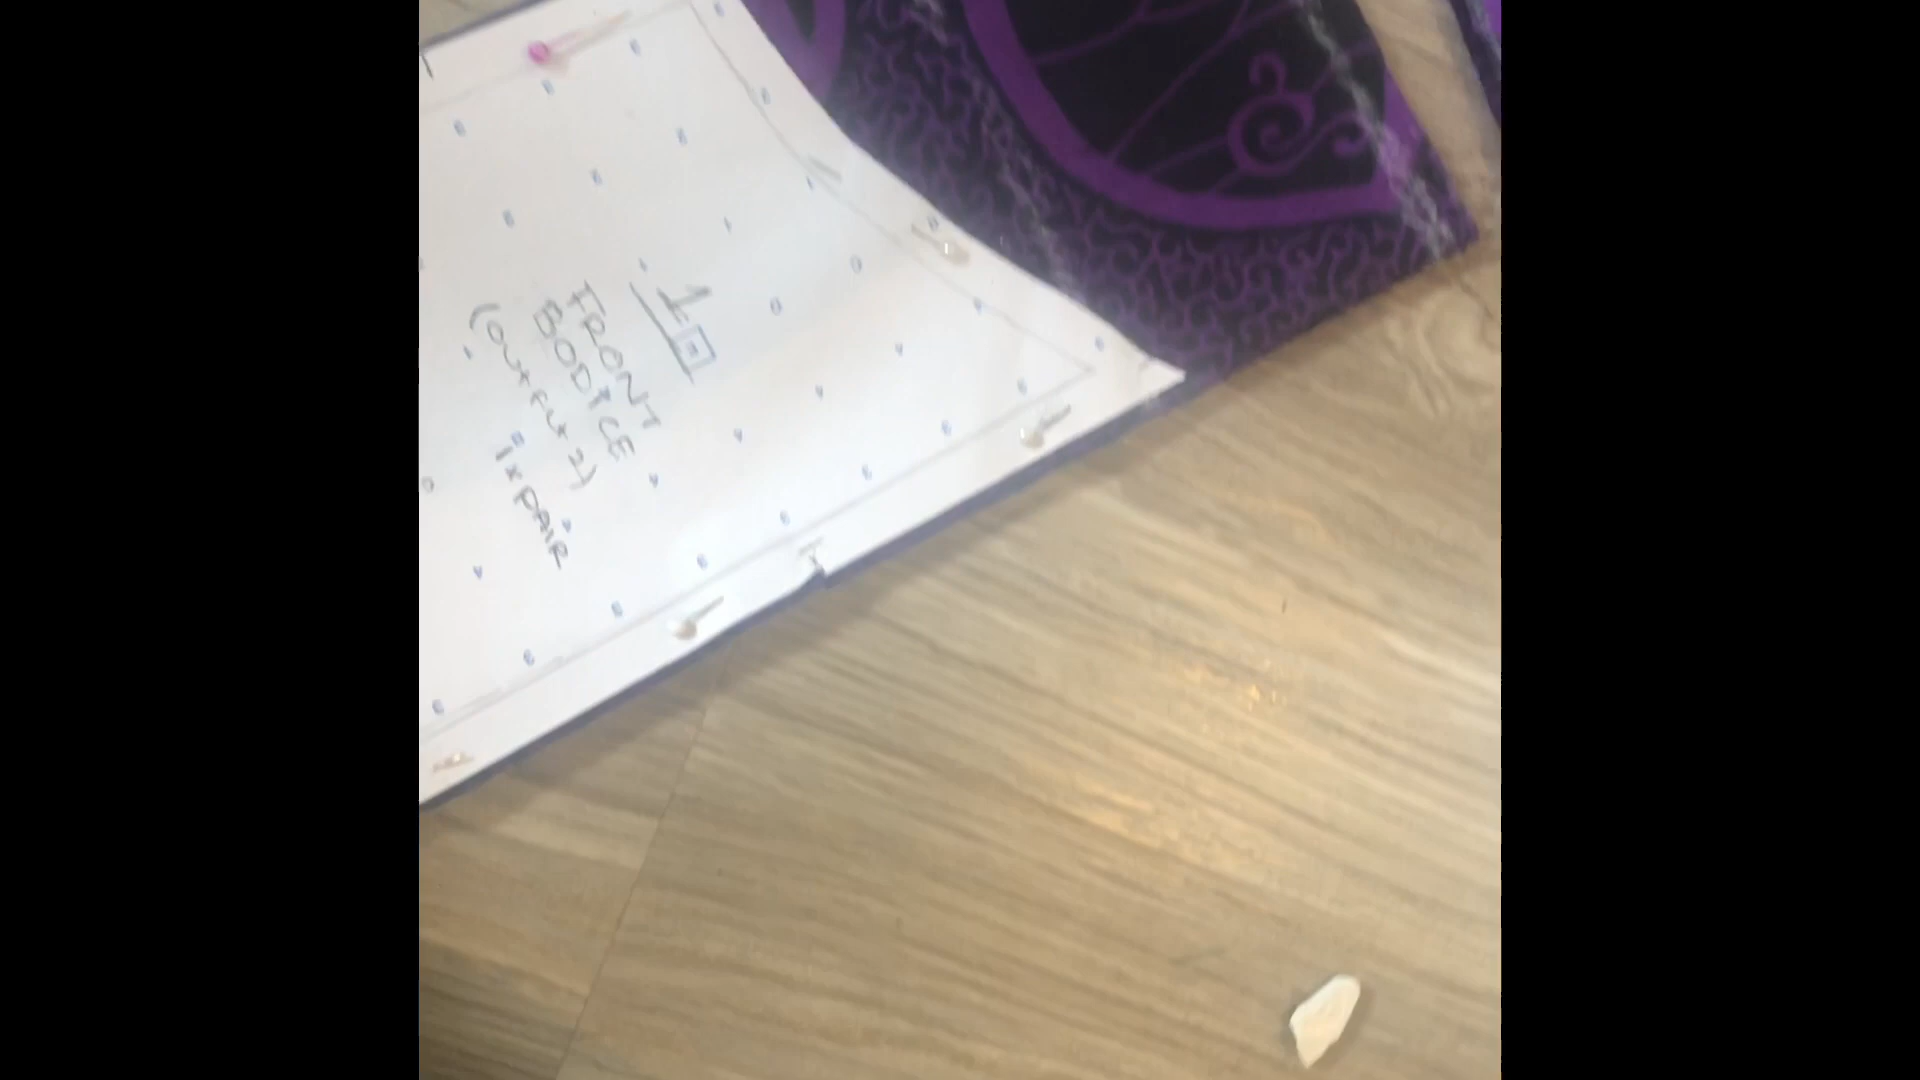 1
FRONT
BODICE
(OUTFIT 2)
1x PAIR